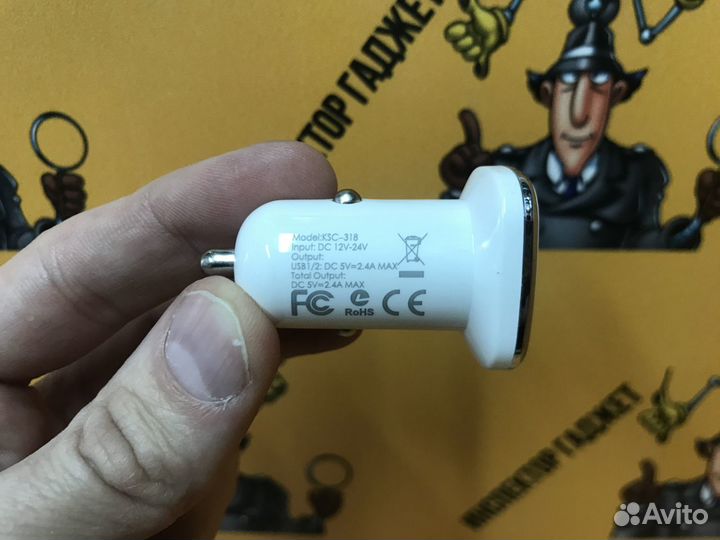 ИНСПЕКТОР ГАДЖЕТ
Model:KSC-318
Input: DC 12V-24V
Output:
USB1/2: DC 5V=2.4A MAX
Total Output:
DC 5V=2.4A MAX
FC RoHS CE
ИНСПЕКТОР ГАДЖЕТ
Avito